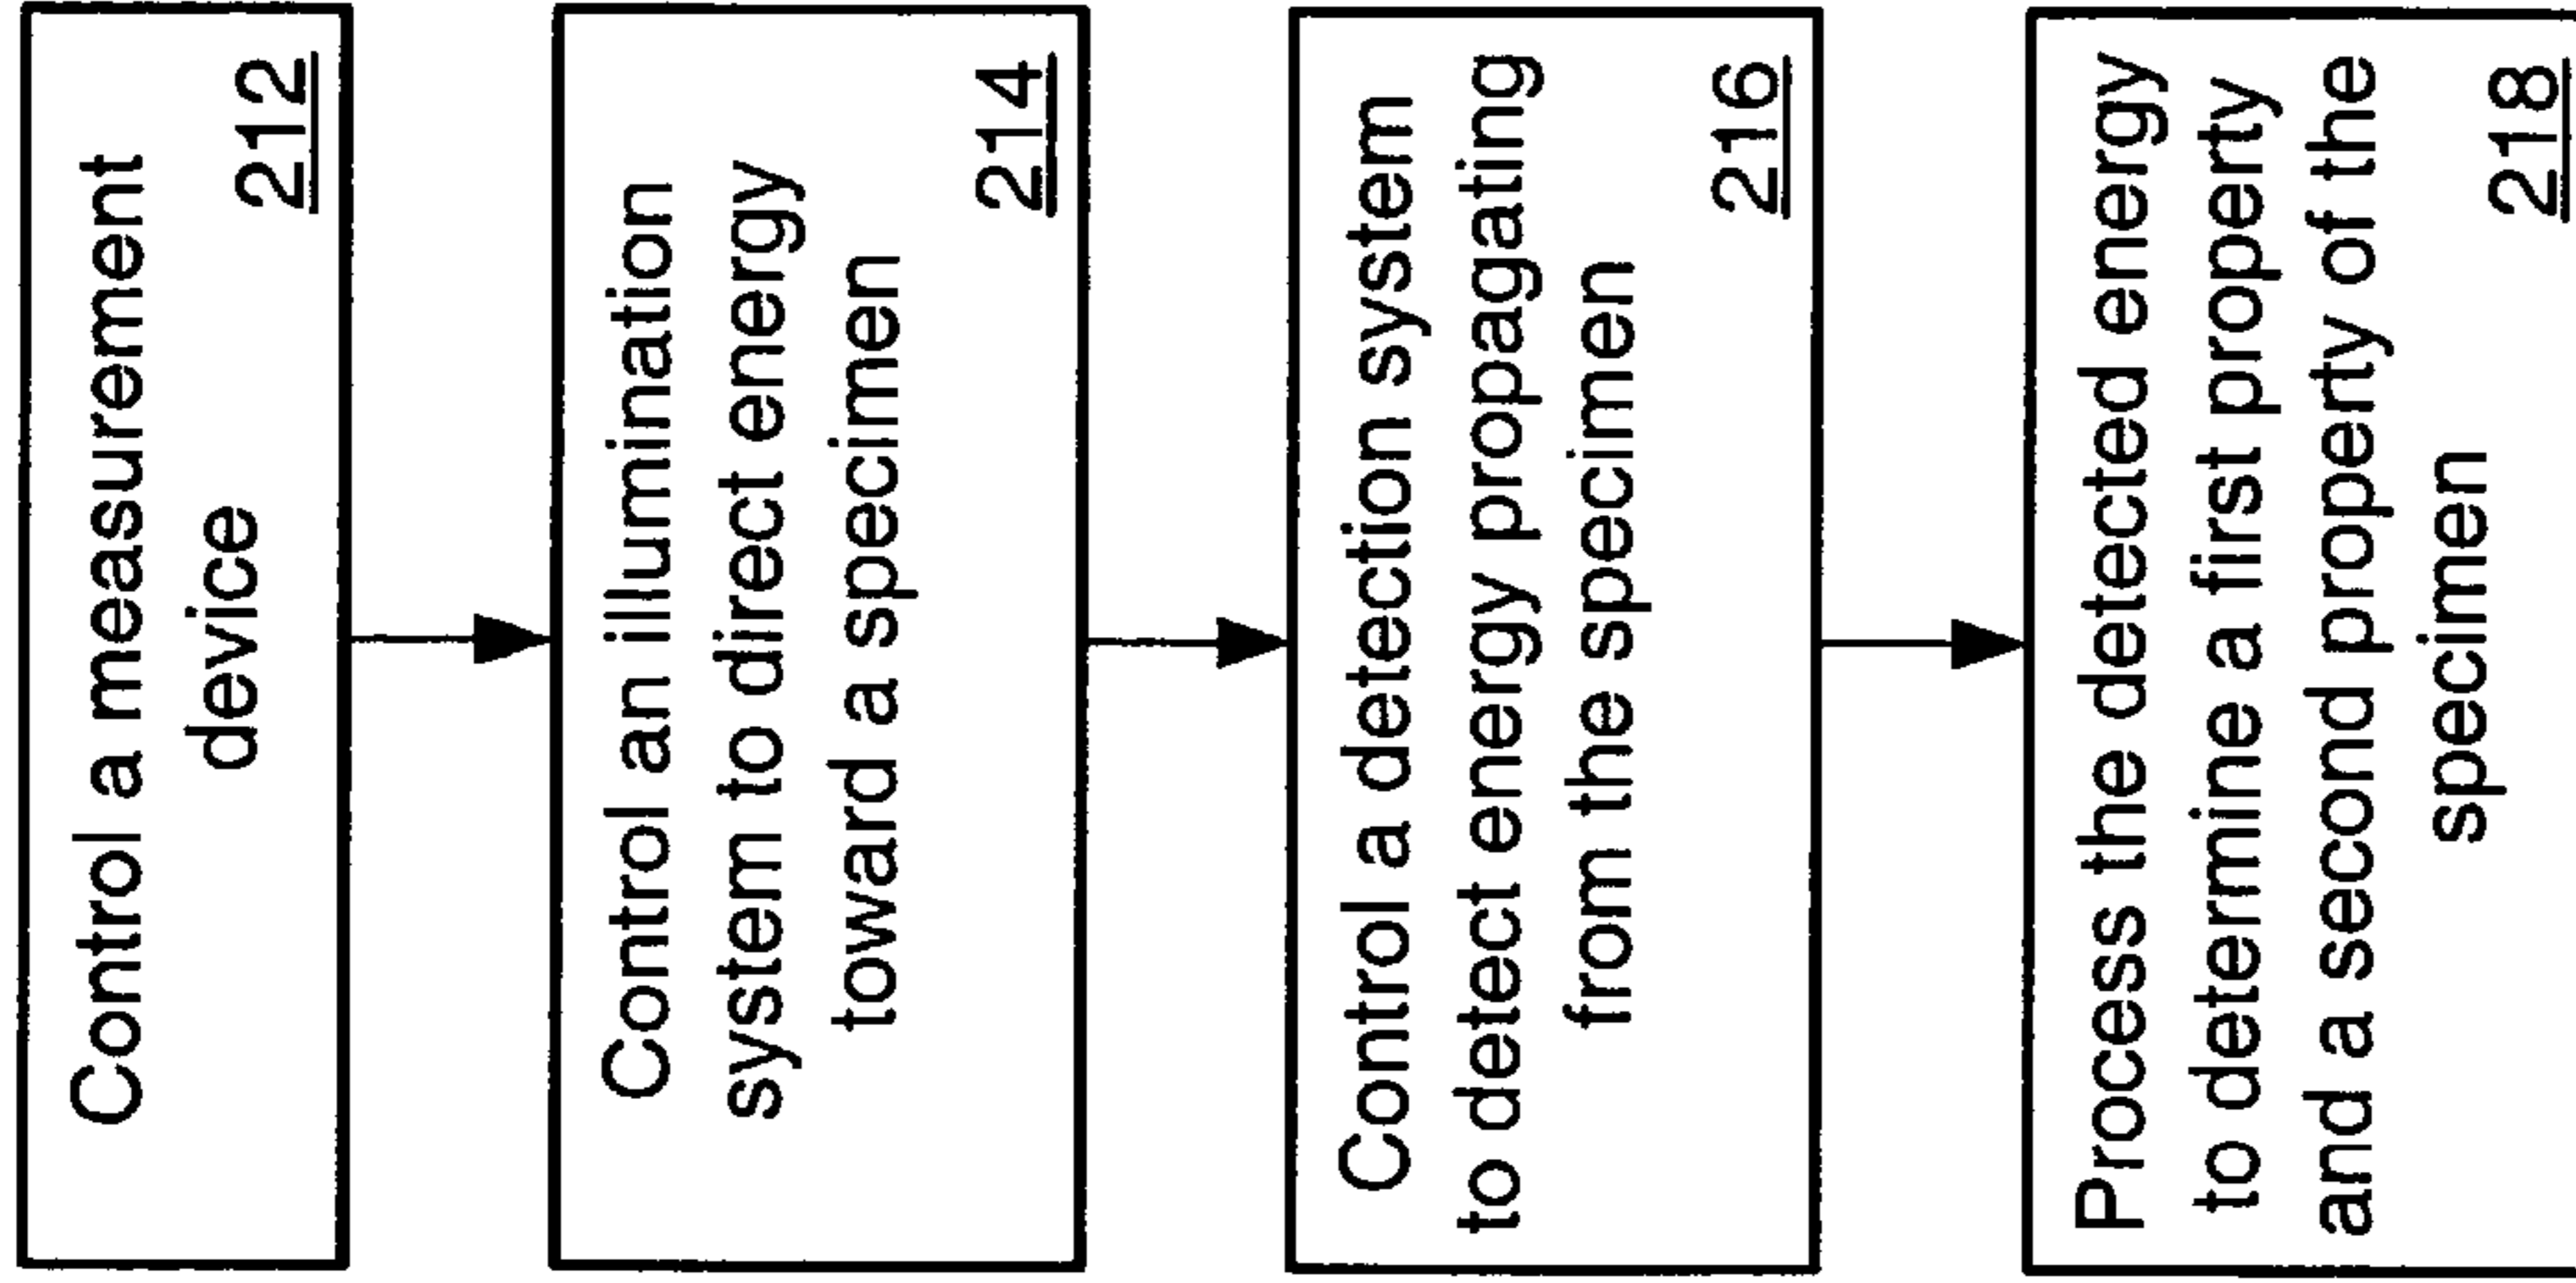 Control a measurement
device
212
Control an illumination
system to direct energy
toward a specimen
214
Control a detection system
to detect energy propagating
from the specimen
216
Process the detected energy
to determine a first property
and a second property of the
specimen
218